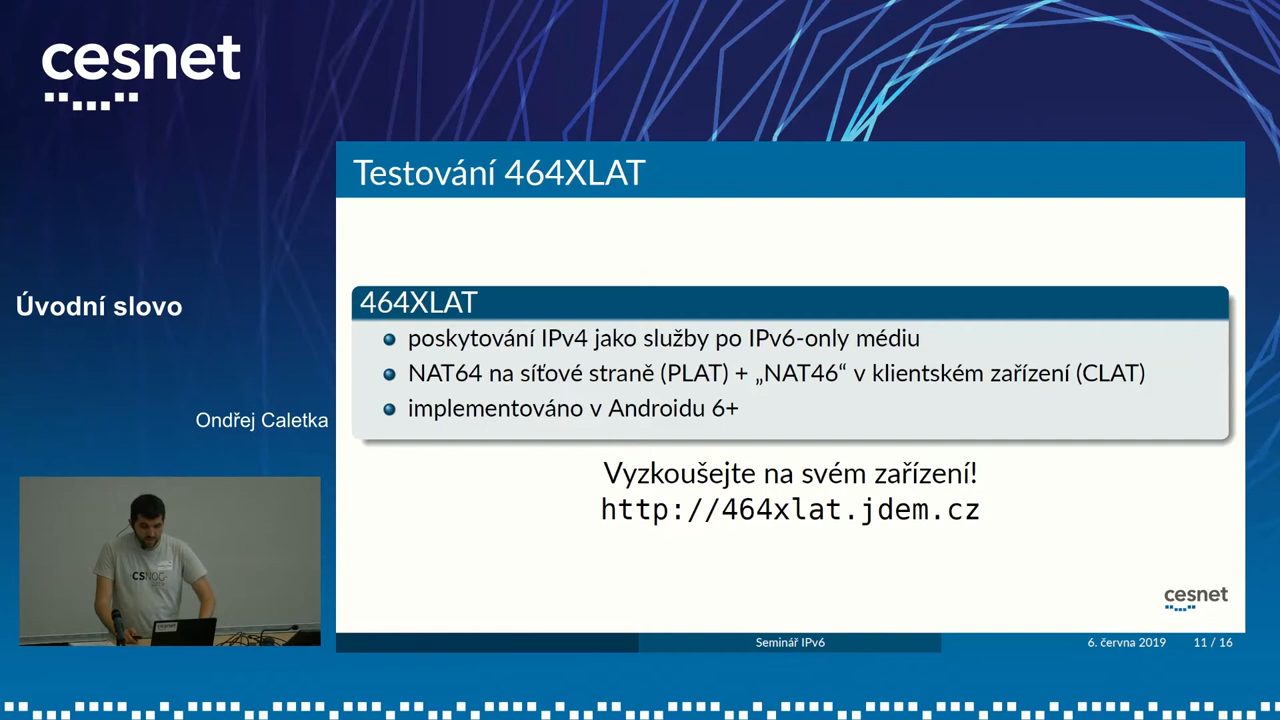 cesnet
Testování 464XLAT
464XLAT
poskytování IPv4 jako služby po IPv6-only médiu
NAT64 na síťové straně (PLAT) + „NAT46“ v klientském zařízení (CLAT)
implementováno v Androidu 6+
Vyzkoušejte na svém zařízení!
http://464xlat.jdem.cz
cesnet
Seminář IPv6
6. června 2019
11 / 16
Úvodní slovo
Ondřej Caletka
CSNOG
cesnet